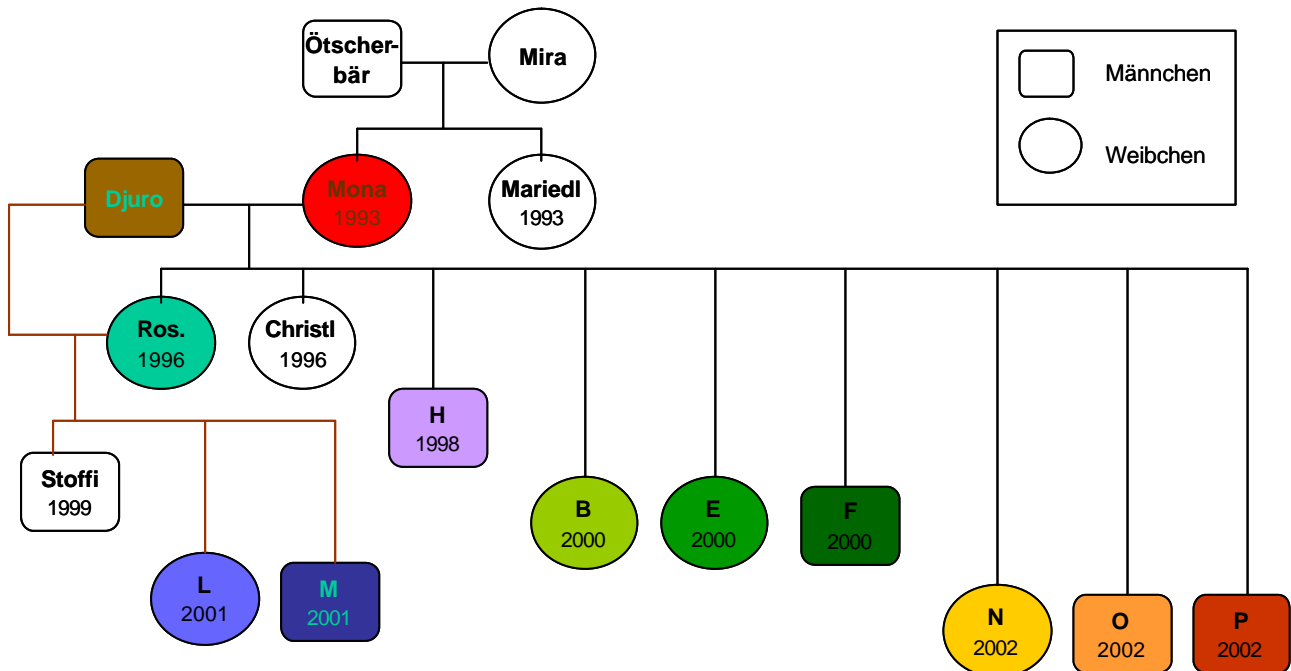 Ötscher-
bär
Mira
Männchen
Weibchen
Djuro
Mona
1993
Mariedl
1993
Ros.
1996
Christl
1996
H
1998
Stoffi
1999
B
2000
E
2000
F
2000
L
2001
M
2001
N
2002
O
2002
P
2002